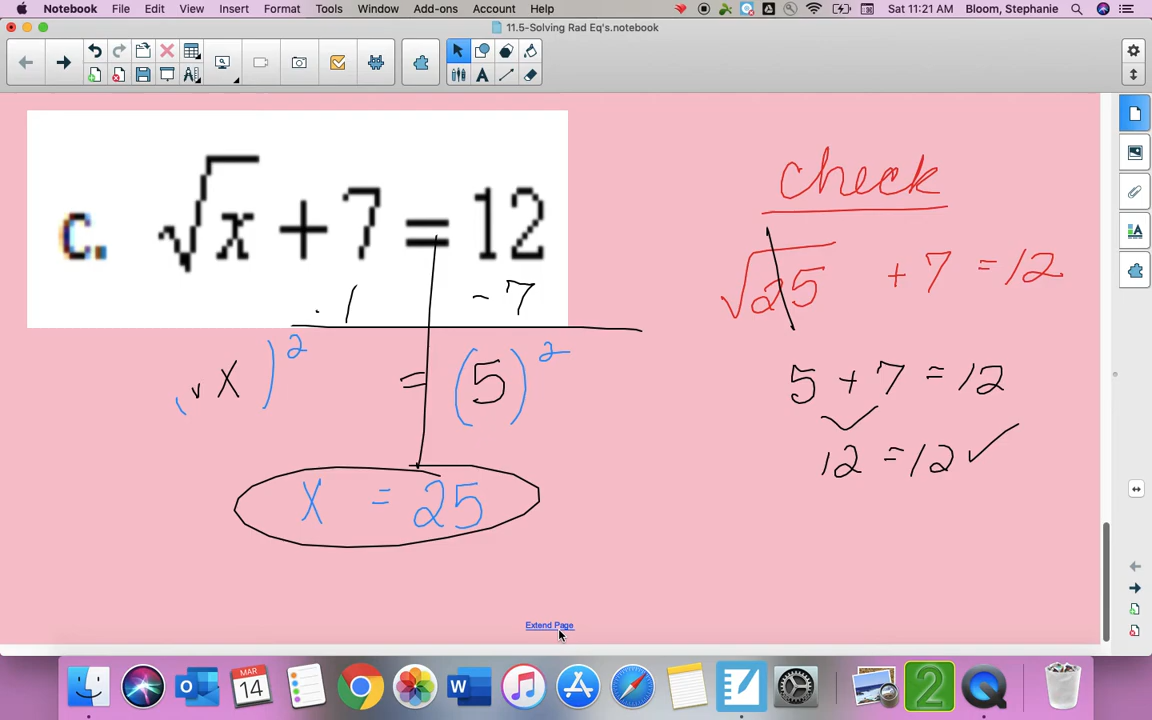 Notebook File Edit View Insert Format Tools Window Add-ons Account Help Sat 11:21 AM Bloom, Stephanie
11.5-Solving Rad Eq's.notebook
c. √x + 7 = 12
- 7
x )² = (5)²
x = 25
check
√25 + 7 = 12
5 + 7 = 12
12 = 12 ✓
Extend Page
MAR
14
W
2